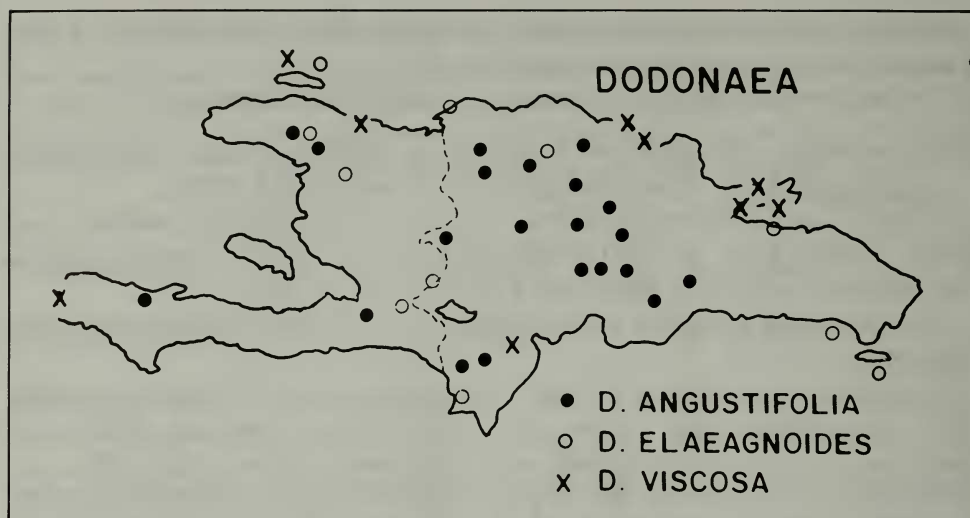 DODONAEA
● D. ANGUSTIFOLIA
○ D. ELAEAGNOIDES
x D. VISCOSA